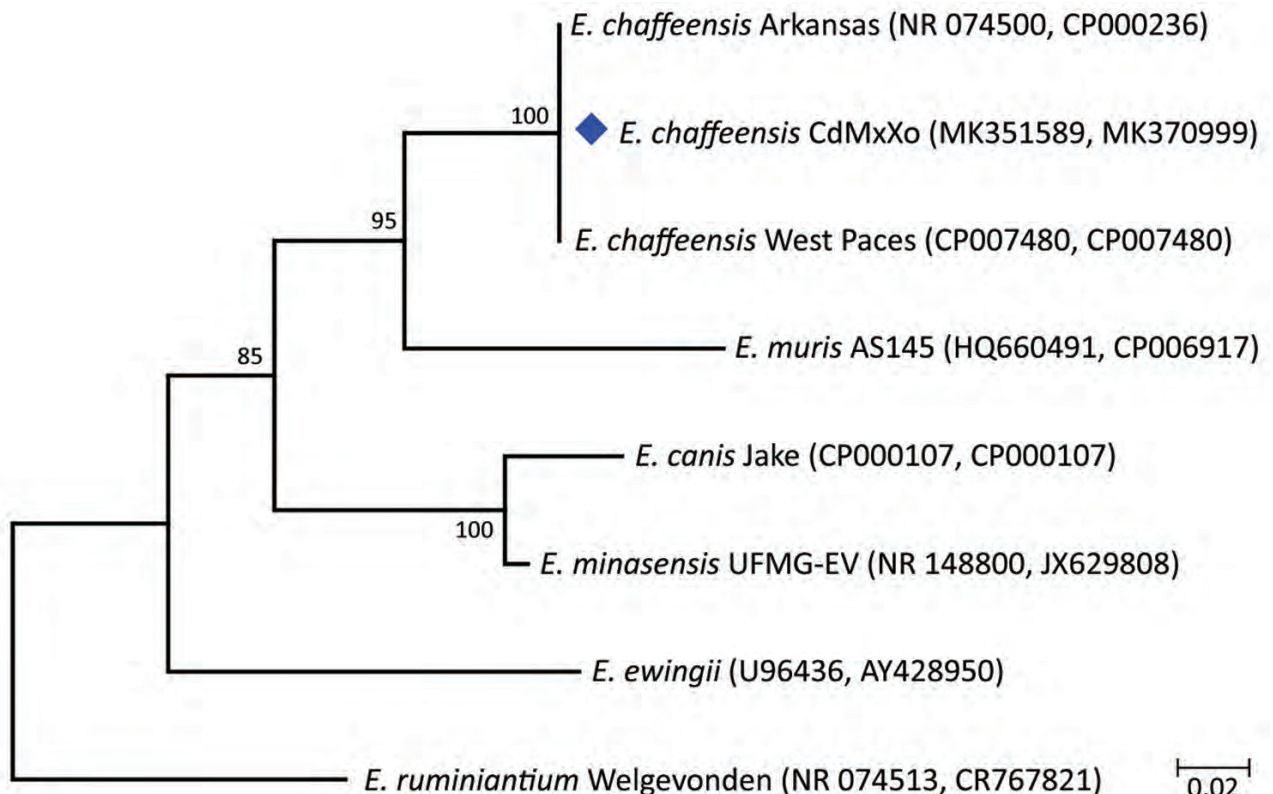 E. chaffeensis Arkansas (NR 074500, CP000236)
100
E. chaffeensis CdMxXo (MK351589, MK370999)
95
E. chaffeensis West Paces (CP007480, CP007480)
85
E. muris AS145 (HQ660491, CP006917)
E. canis Jake (CP000107, CP000107)
100
E. minasensis UFMG-EV (NR 148800, JX629808)
E. ewingii (U96436, AY428950)
E. ruminiantium Welgevonden (NR 074513, CR767821)
0.02